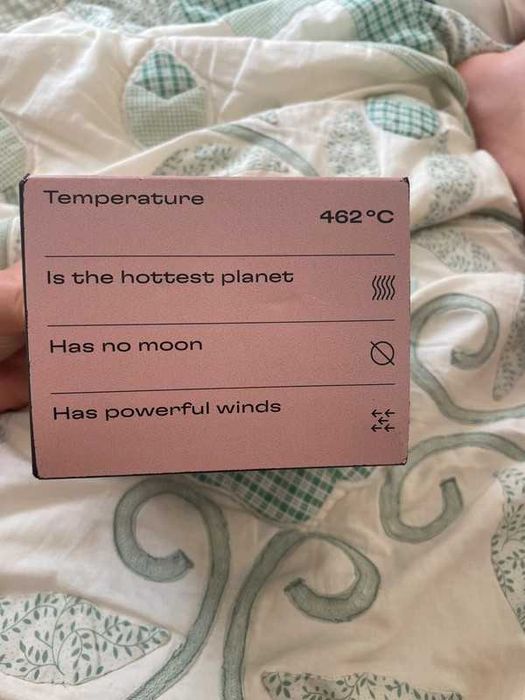 Temperature
462°C
Is the hottest planet
Has no moon
Has powerful winds